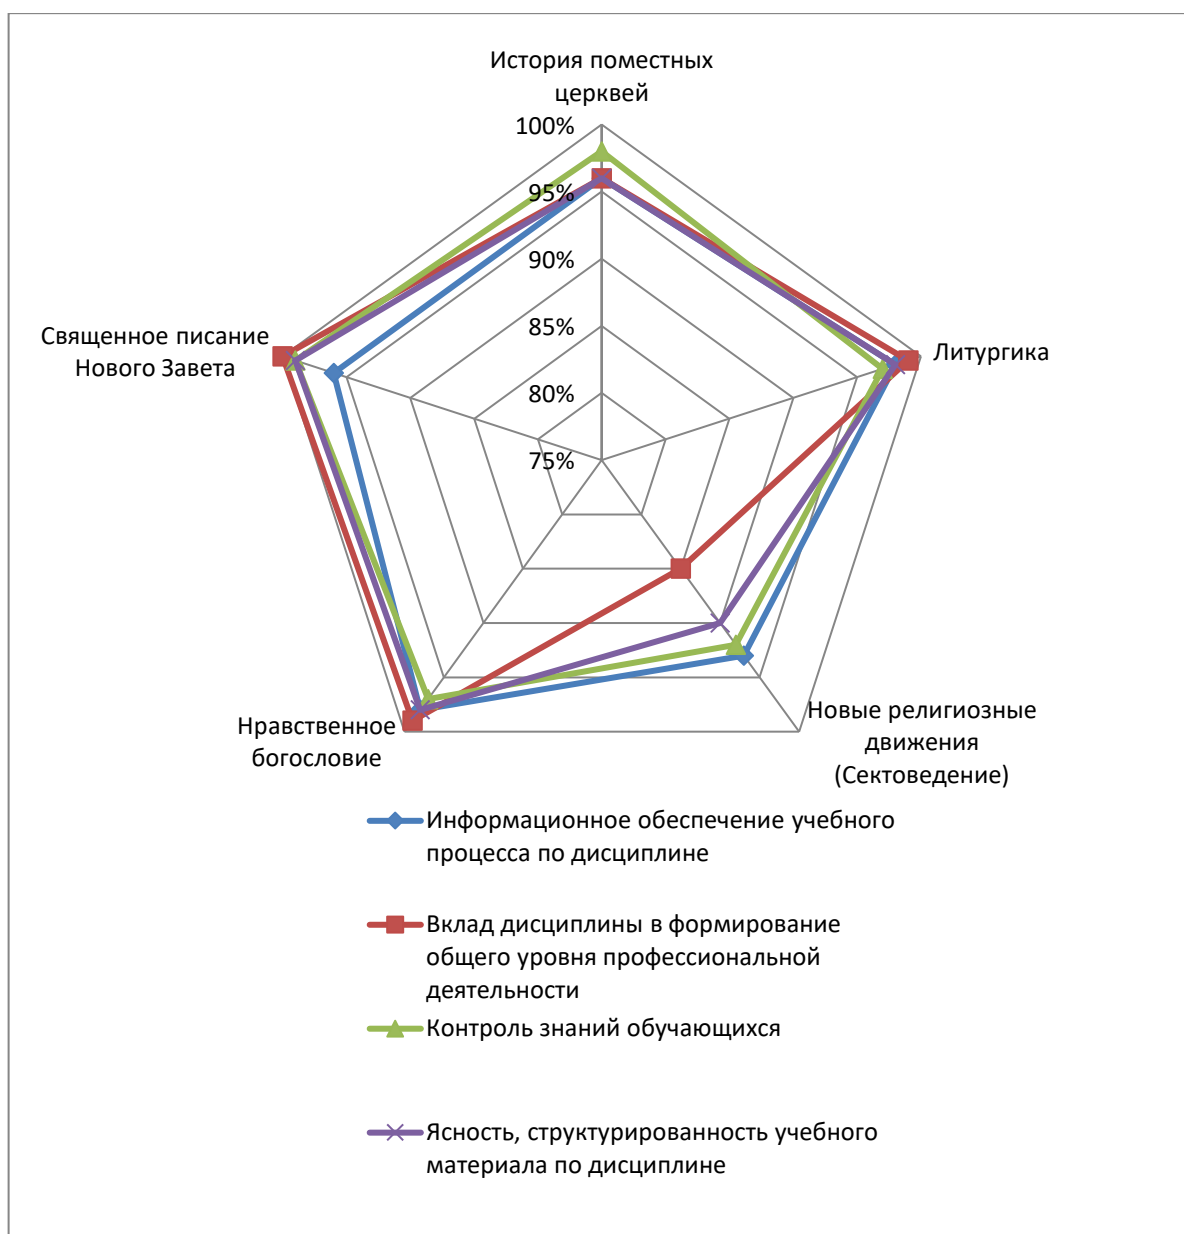 История поместных
церквей
100%
95%
90%
85%
80%
75%
Священное писание
Нового Завета
Литургика
Нравственное
богословие
Новые религиозные
движения
(Сектоведение)
Информационное обеспечение учебного
процесса по дисциплине
Вклад дисциплины в формирование
общего уровня профессиональной
деятельности
Контроль знаний обучающихся
Ясность, структурированность учебного
материала по дисциплине